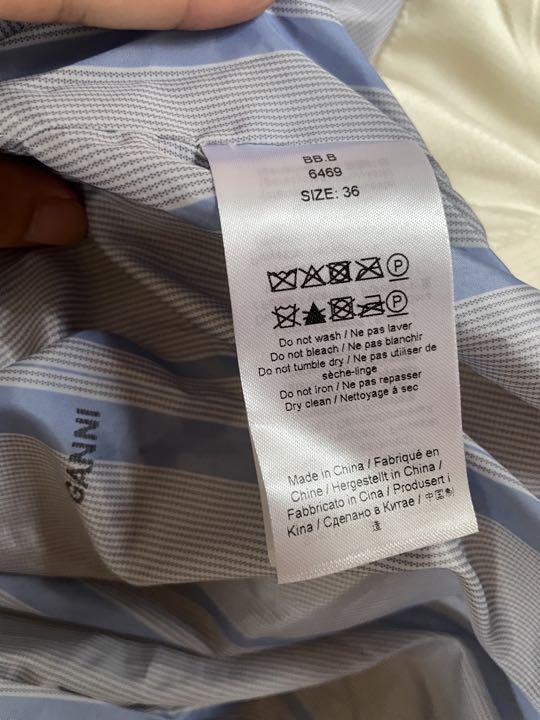 BB.B
6469
SIZE: 36
P
P
Do not wash / Ne pas laver
Do not bleach / Ne pas blanchir
Do not tumble dry / Ne pas utiliser de
sèche-linge
Do not iron / Ne pas repasser
Dry clean / Nettoyage à sec
Made in China / Fabriqué en
Chine / Hergestellt in China /
Fabbricato in Cina / Produsert i
Kina / Сделано в Китае / 中国制
造
GANNI